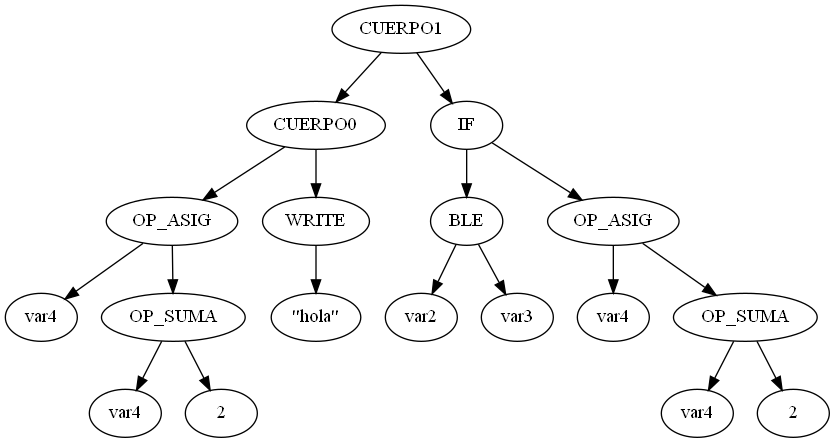 CUERPO1
CUERPO0
IF
OP_ASIG
WRITE
BLE
OP_ASIG
var4
OP_SUMA
"hola"
var2
var3
var4
OP_SUMA
var4
2
var4
2